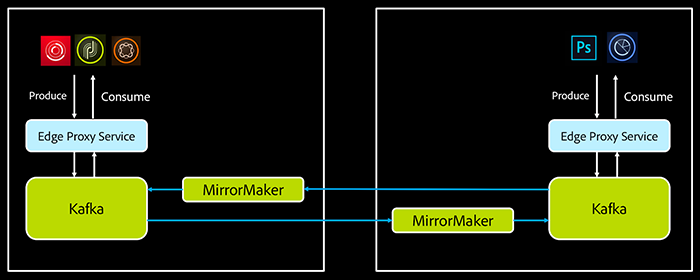 Ps
Produce
Consume
Produce
Consume
Edge Proxy Service
Edge Proxy Service
MirrorMaker
Kafka
Kafka
MirrorMaker